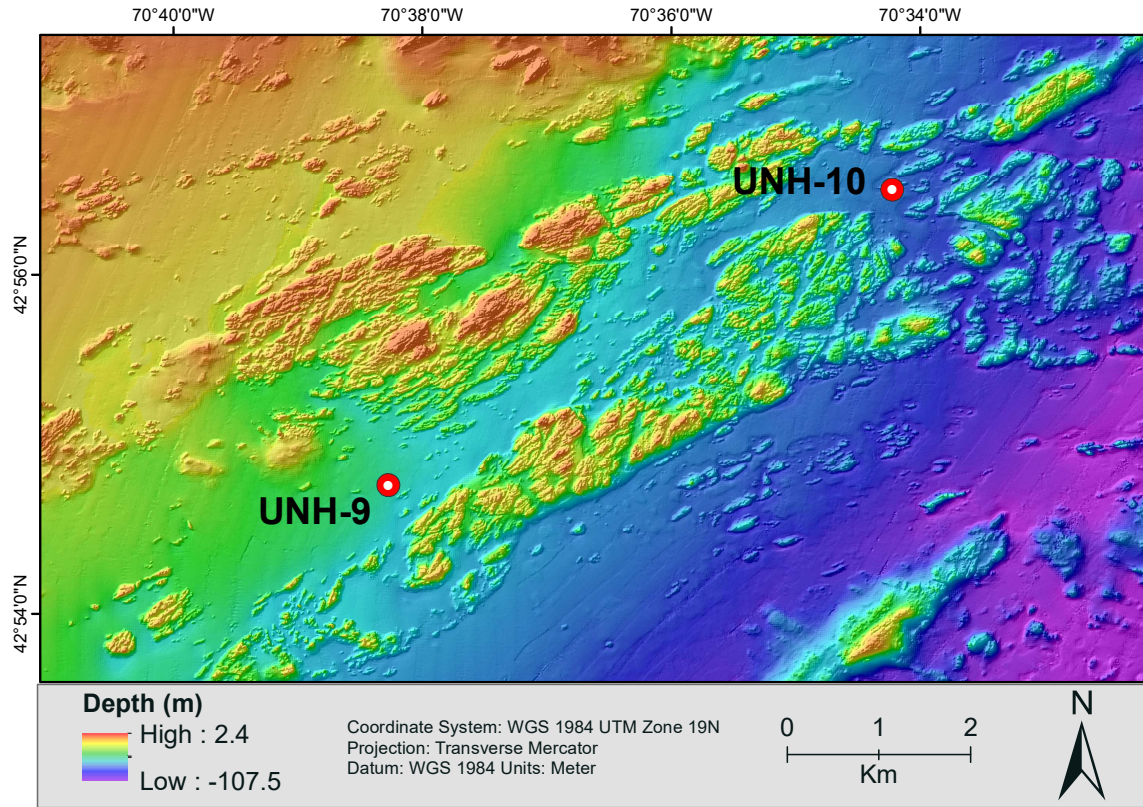 70°40'0"W 70°38'0"W 70°36'0"W 70°34'0"W
UNH-10
42°56'0"N
UNH-9
42°54'0"N
Depth (m)
High : 2.4
Low : -107.5
Coordinate System: WGS 1984 UTM Zone 19N
Projection: Transverse Mercator
Datum: WGS 1984 Units: Meter
0 1 2
Km
N